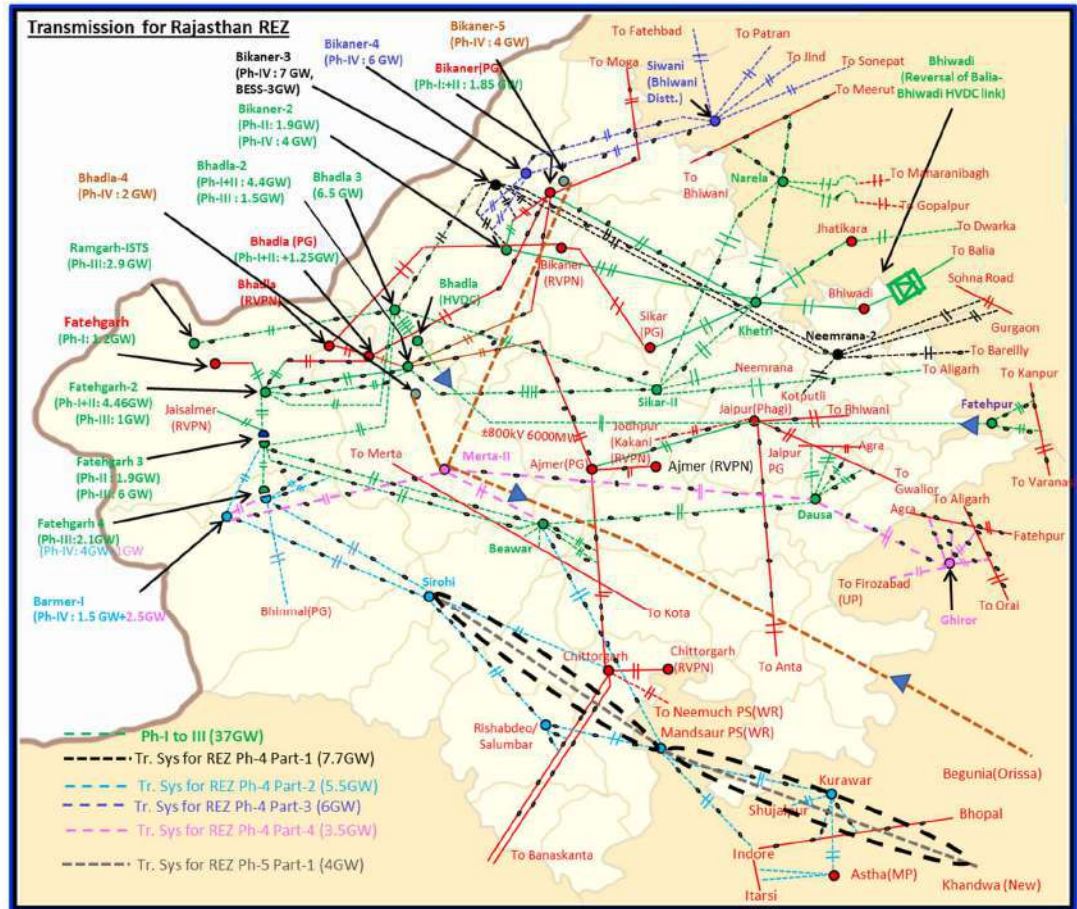 Transmission for Rajasthan REZ
Bikaner-5
(Ph-IV : 4 GW)
Bikaner-4
(Ph-IV : 6 GW)
Bikaner-3
(Ph-IV : 7 GW,
BESS-3GW)
Bikaner(PG)
(Ph-I:+II : 1.85 GW)
To Moga
To Fatehbad
To Patran
To Jind
To Sonepat
Siwani
(Bhiwani
Distt.)
To Meerut
Bhiwadi
(Reversal of Balia-
Bhiwadi HVDC link)
Bikaner-2
(Ph-II: 1.9GW)
(Ph-IV : 4 GW)
Bhadla-2
(Ph-I+II : 4.4GW)
(Ph-III : 1.5GW)
Bhadla 3
(6.5 GW)
Bhadla-4
(Ph-IV : 2 GW)
To
Bhiwani
Narela
To Maharanibagh
To Gopalpur
Jhatikara
To Dwarka
To Balia
Ramgarh-ISTS
(Ph-III:2.9 GW)
Bhadla (PG)
(Ph-I+II: +1.25GW)
Bhadla
(RVPN)
Bhadla
(HVDC)
Bikaner
(RVPN)
Sikar
(PG)
Khetri
Bhiwadi
Sohna Road
Gurgaon
Neemrana-2
To Bareilly
Fatehgarh
(Ph-I: 1.2GW)
Fatehgarh-2
(Ph-I+II: 4.46GW)
(Ph-III: 1GW)
Jaisalmer
(RVPN)
Sikar-II
Neemrana
Kotputli
To Aligarh
To Kanpur
Jaipur(Phagi)
To Bhiwani
Fatehpur
±800kV 6000MW
Jodhpur
(Kakani)
(RVPN)
Jaipur
PG
Agra
To Varanasi
Fatehgarh 3
(Ph-II : 1.9GW)
(Ph-III: 6 GW)
To Merta
Merta-II
Ajmer(PG)
Ajmer (RVPN)
To
Gwalior
To Aligarh
Agra
Fatehgarh 4
(Ph-III:2.1GW)
(Ph-IV: 4GW+1GW
Beawar
Dausa
Fatehpur
To Firozabad
(UP)
To Orai
Ghiror
Barmer-I
(Ph-IV : 1.5 GW+2.5GW
Bhinmal(PG)
Sirohi
To Kota
To Anta
Chittorgarh
Chittorgarh
(RVPN)
To Neemuch PS(WR)
Rishabdeo/
Salumbar
Mandsaur PS(WR)
Begunia(Orissa)
Kurawar
Shujalpur
Bhopal
To Banaskanta
Indore
Itarsi
Astha(MP)
Khandwa (New)
Ph-I to III (37GW)
Tr. Sys for REZ Ph-4 Part-1 (7.7GW)
Tr. Sys for REZ Ph-4 Part-2 (5.5GW)
Tr. Sys for REZ Ph-4 Part-3 (6GW)
Tr. Sys for REZ Ph-4 Part-4 (3.5GW)
Tr. Sys for REZ Ph-5 Part-1 (4GW)